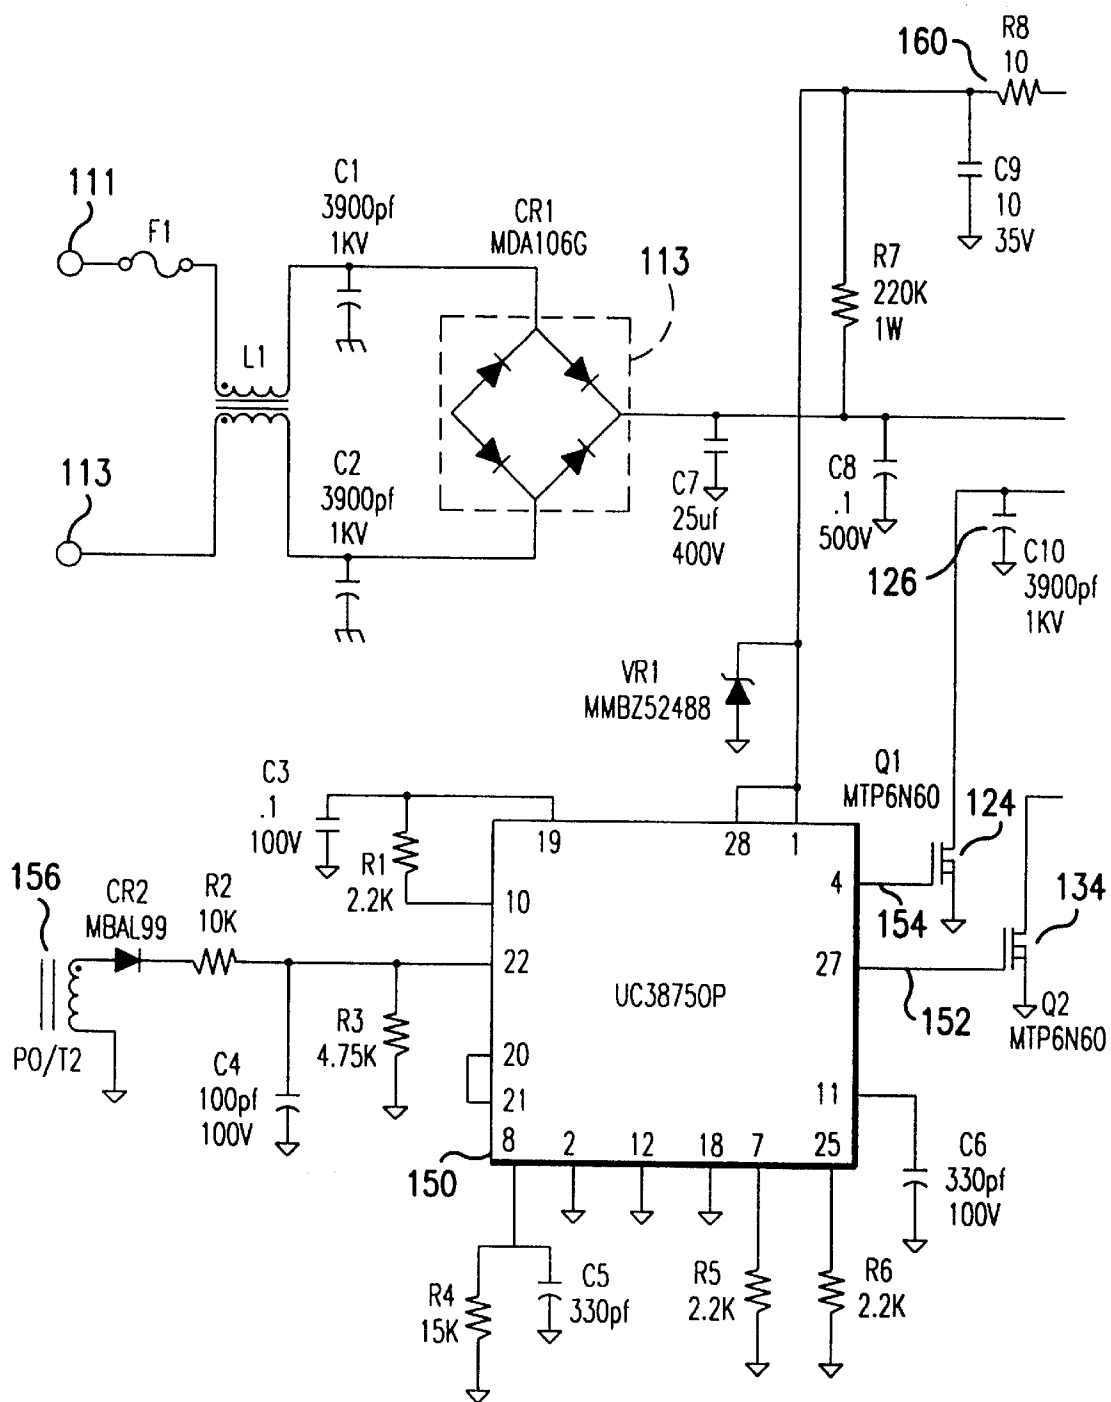 R8
10
160
C9
10
35V
111
F1
C1
3900pf
1KV
CR1
MDA106G
113
R7
220K
1W
L1
113
C2
3900pf
1KV
C7
25uf
400V
C8
.1
500V
126
C10
3900pf
1KV
VR1
MMBZ52488
Q1
MTP6N60
124
C3
.1
100V
R1
2.2K
19
28
1
10
4
154
134
156
CR2
MBAL99
R2
10K
22
27
152
UC38750P
Q2
MTP6N60
PO/T2
R3
4.75K
C4
100pf
100V
20
21
11
8
2
12
18
7
25
150
C6
330pf
100V
R4
15K
C5
330pf
R5
2.2K
R6
2.2K